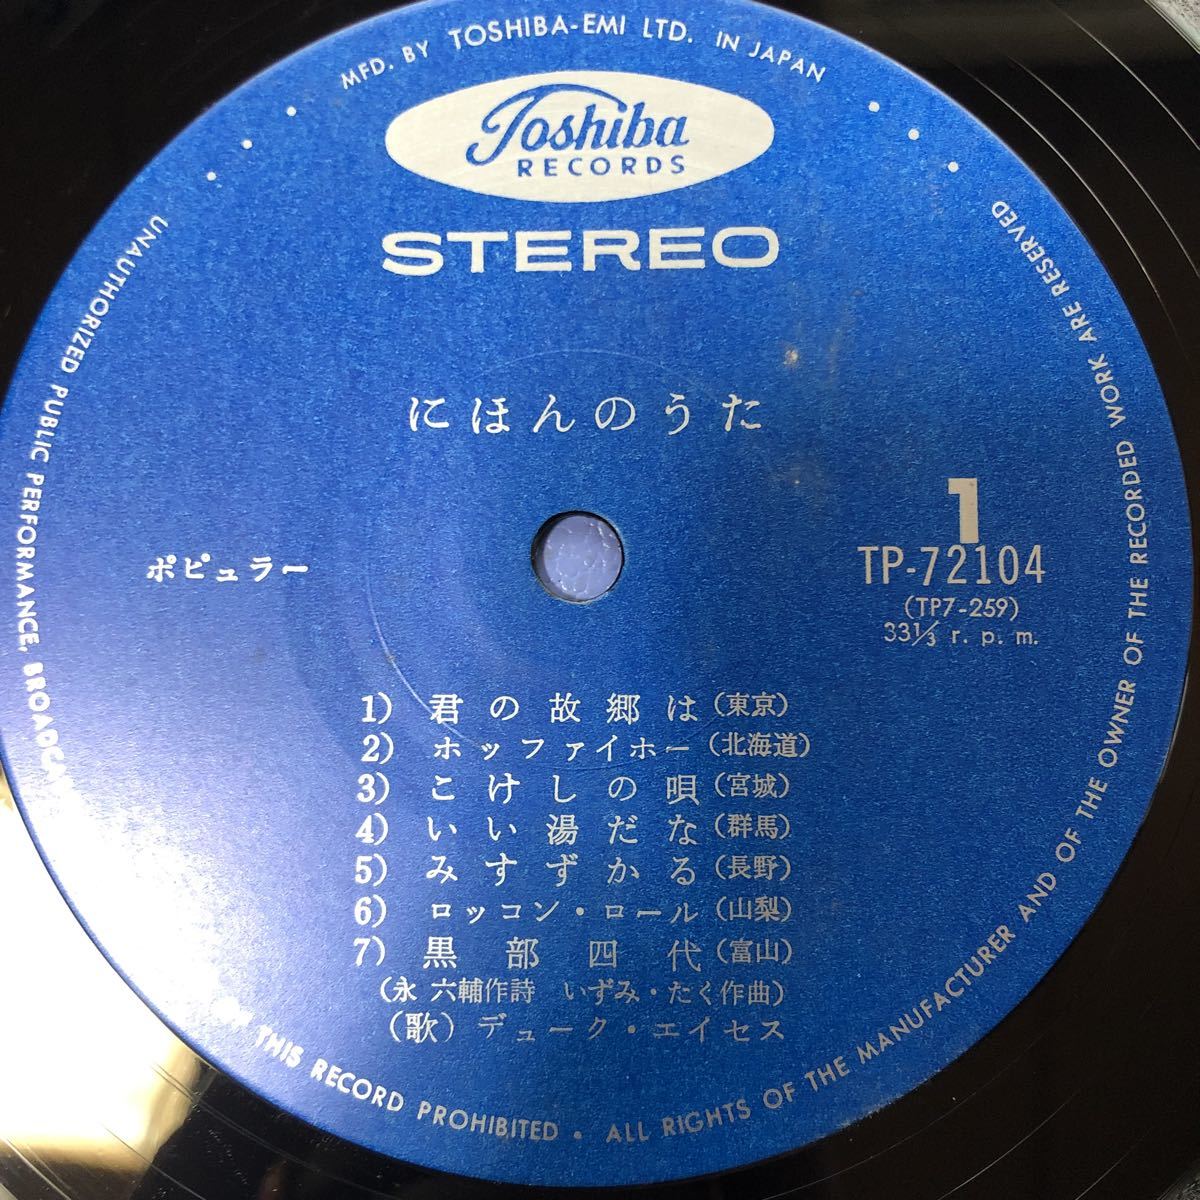 MFD. BY TOSHIBA-EMI LTD. IN JAPAN
Toshiba
RECORDS
STEREO
にほんのうた
1
ポピュラー
TP-72104
(TP7-259)
33⅓ r. p. m.
1) 君の故郷は(東京)
2) ホッファイホー(北海道)
3) こけしの唄(宮城)
4) いい湯だな(群馬)
5) みすずかる(長野)
6) ロッコン・ロール(山梨)
7) 黒部四代(富山)
(永 六輔作詩 いずみ・たく作曲)
(歌)デューク・エイセス
UNAUTHORIZED PUBLIC PERFORMANCE, BROADCA THIS RECORD PROHIBITED • ALL RIGHTS OF THE MANUFACTURER AND OF THE OWNER OF THE RECORDED WORK ARE RESERVED